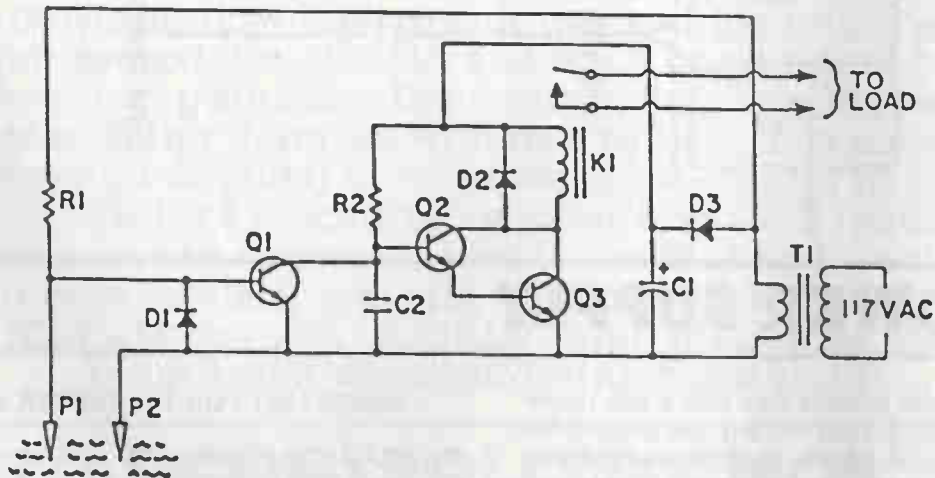 TO
LOAD
R1
R2
D2
K1
Q1
Q2
D3
T1
D1
C2
Q3
+
C1
117VAC
P1
P2